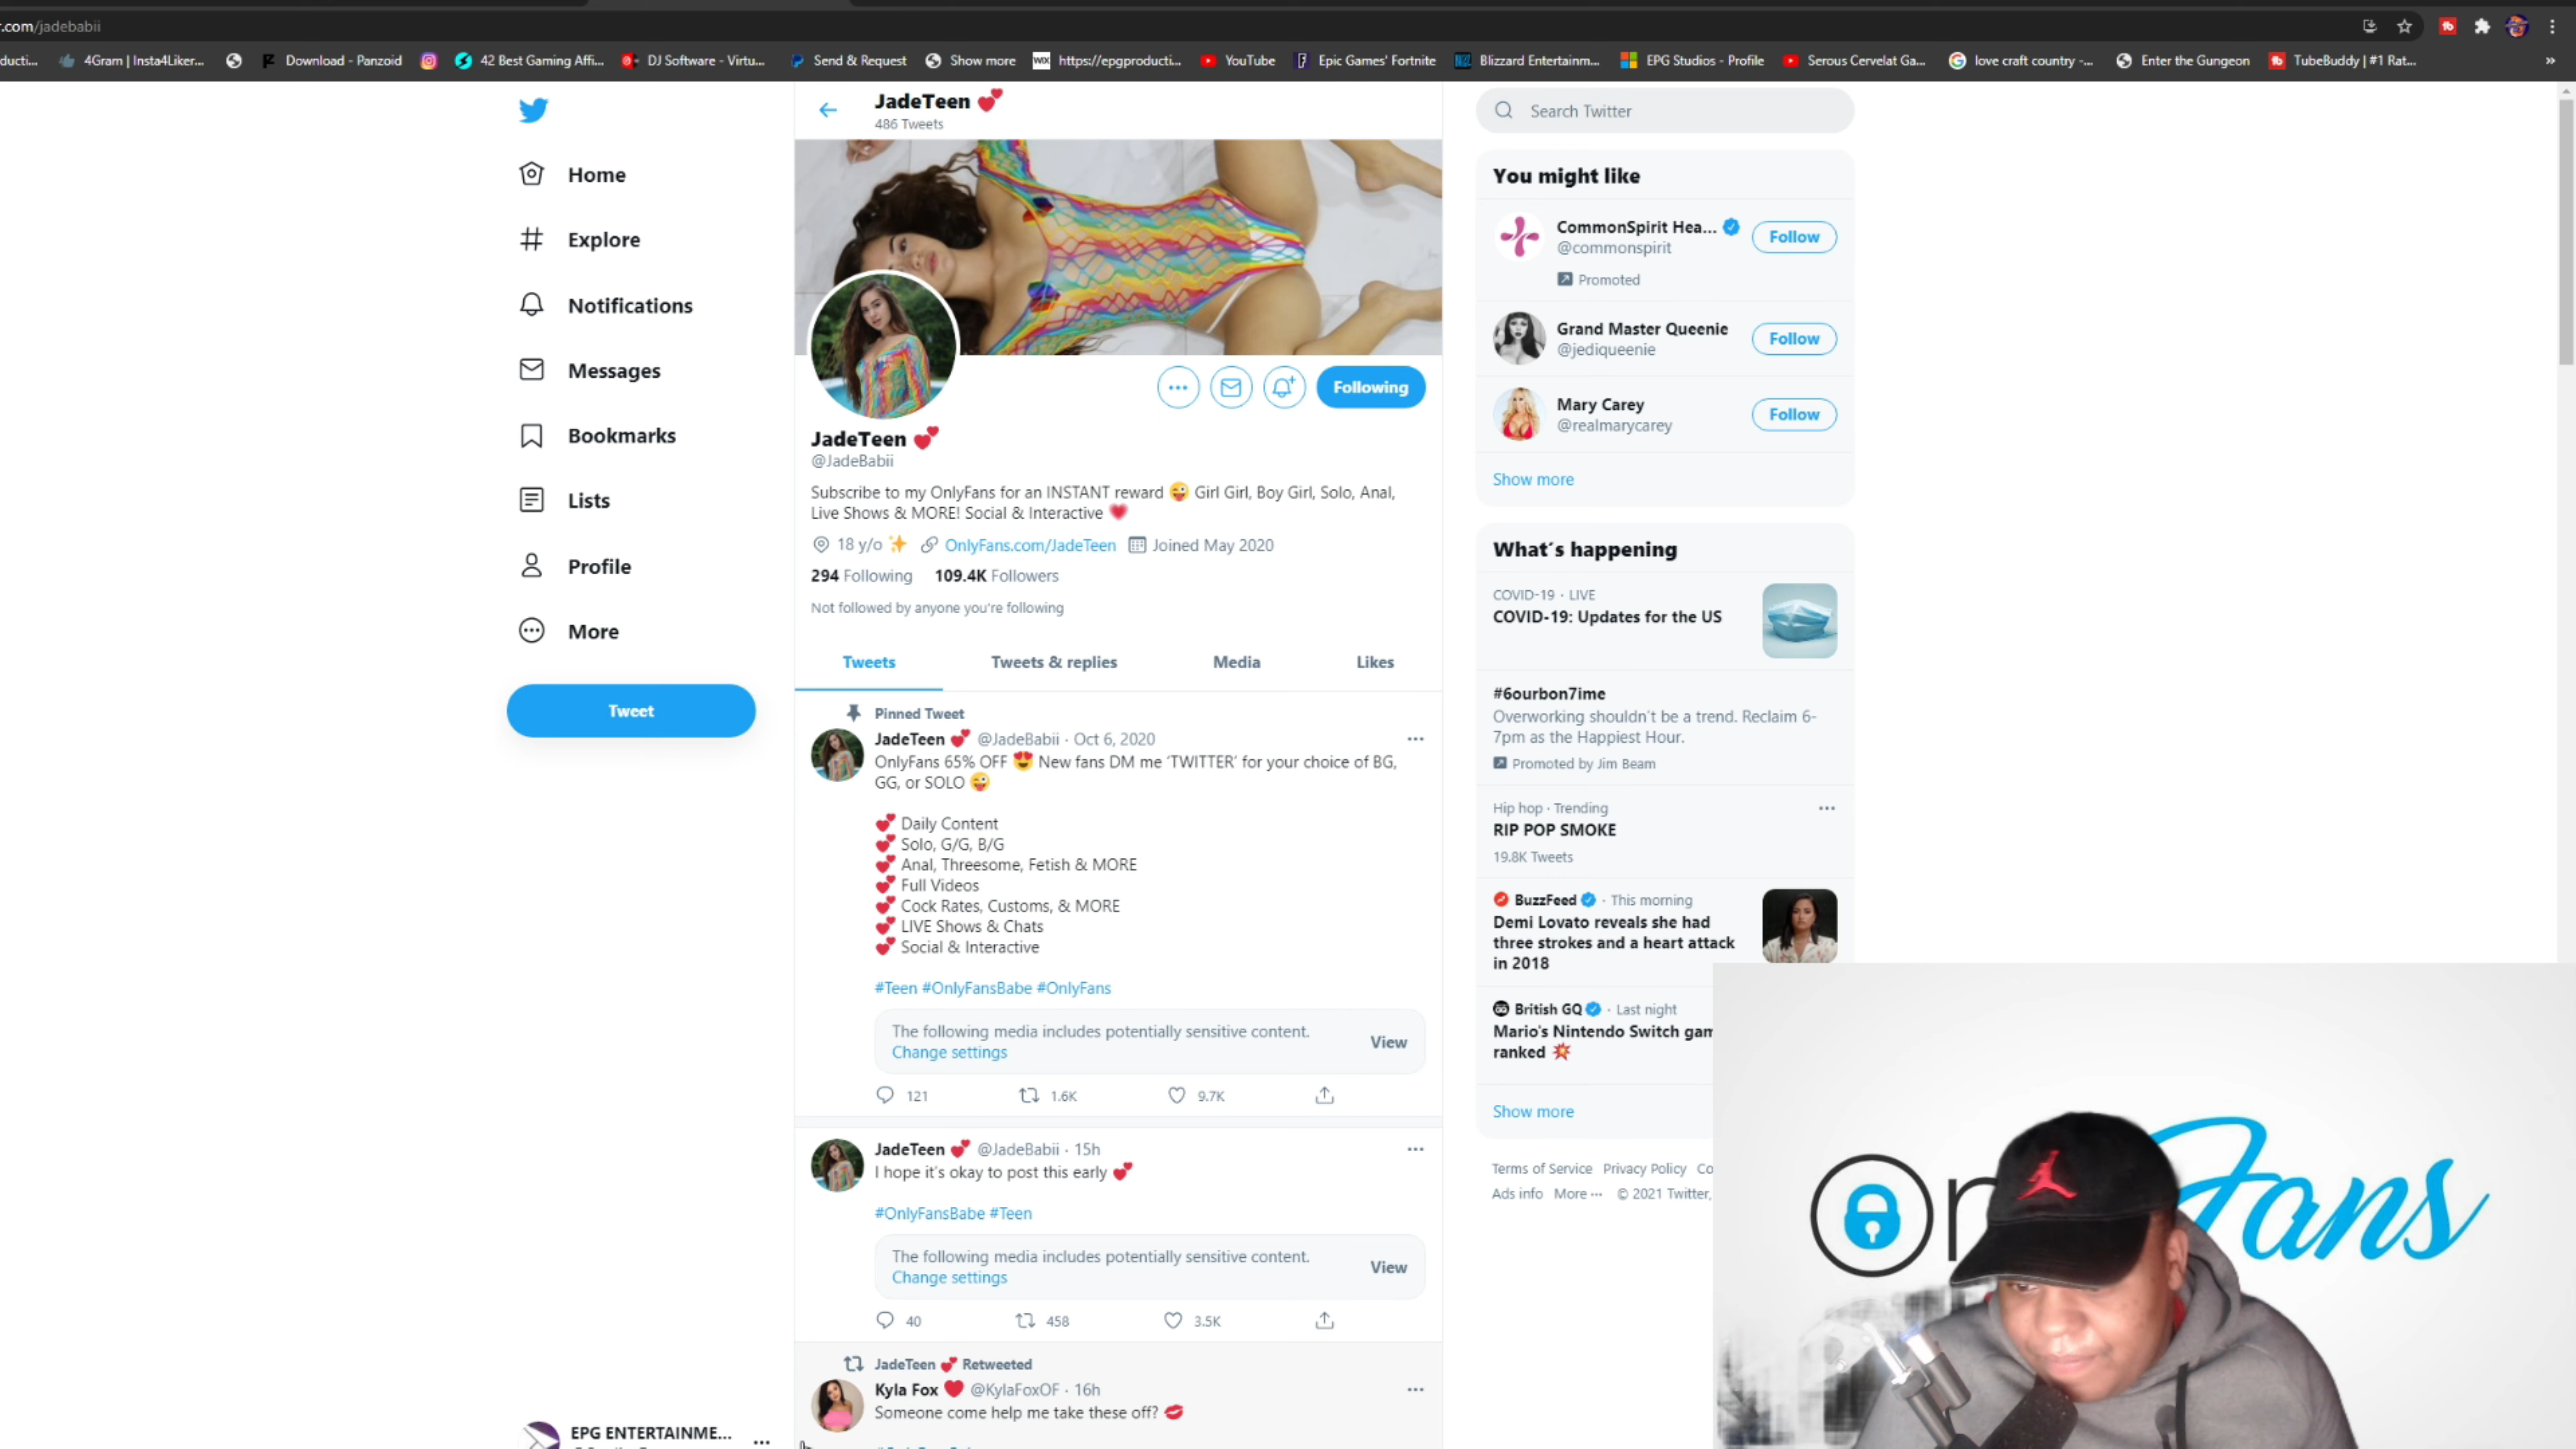 r.com/jadebabii
ducti...
4Gram | Insta4Liker...
Download - Panzoid
42 Best Gaming Affi...
DJ Software - Virtu...
Send & Request
Show more
https://epgproducti...
YouTube
Epic Games' Fortnite
Blizzard Entertainm...
EPG Studios - Profile
Serous Cervelat Ga...
love craft country -...
Enter the Gungeon
TubeBuddy | #1 Rat...
Home
Explore
Notifications
Messages
Bookmarks
Lists
Profile
More
Tweet
EPG ENTERTAINME...
JadeTeen 💕
486 Tweets
Following
JadeTeen 💕
@JadeBabii
Subscribe to my OnlyFans for an INSTANT reward 😜 Girl Girl, Boy Girl, Solo, Anal,
Live Shows & MORE! Social & Interactive 💗
18 y/o ✨ OnlyFans.com/JadeTeen Joined May 2020
294 Following 109.4K Followers
Not followed by anyone you're following
Tweets Tweets & replies Media Likes
Pinned Tweet
JadeTeen 💕 @JadeBabii · Oct 6, 2020
OnlyFans 65% OFF 😍 New fans DM me 'TWITTER' for your choice of BG,
GG, or SOLO 😜
💕 Daily Content
💕 Solo, G/G, B/G
💕 Anal, Threesome, Fetish & MORE
💕 Full Videos
💕 Cock Rates, Customs, & MORE
💕 LIVE Shows & Chats
💕 Social & Interactive
#Teen #OnlyFansBabe #OnlyFans
The following media includes potentially sensitive content.
Change settings
View
121 1.6K 9.7K
JadeTeen 💕 @JadeBabii · 15h
I hope it's okay to post this early 💕
#OnlyFansBabe #Teen
The following media includes potentially sensitive content.
Change settings
View
40 458 3.5K
JadeTeen 💕 Retweeted
Kyla Fox ❤ @KylaFoxOF · 16h
Someone come help me take these off? 💋
Search Twitter
You might like
CommonSpirit Hea...
@commonspirit
Follow
Promoted
Grand Master Queenie
@jediqueenie
Follow
Mary Carey
@realmarycarey
Follow
Show more
What's happening
COVID-19 · LIVE
COVID-19: Updates for the US
#6ourbon7ime
Overworking shouldn't be a trend. Reclaim 6-
7pm as the Happiest Hour.
Promoted by Jim Beam
Hip hop · Trending
RIP POP SMOKE
19.8K Tweets
BuzzFeed · This morning
Demi Lovato reveals she had
three strokes and a heart attack
in 2018
British GQ · Last night
Mario's Nintendo Switch gam
ranked 💥
Show more
Terms of Service Privacy Policy Co
Ads info More ··· © 2021 Twitter,
On Fans